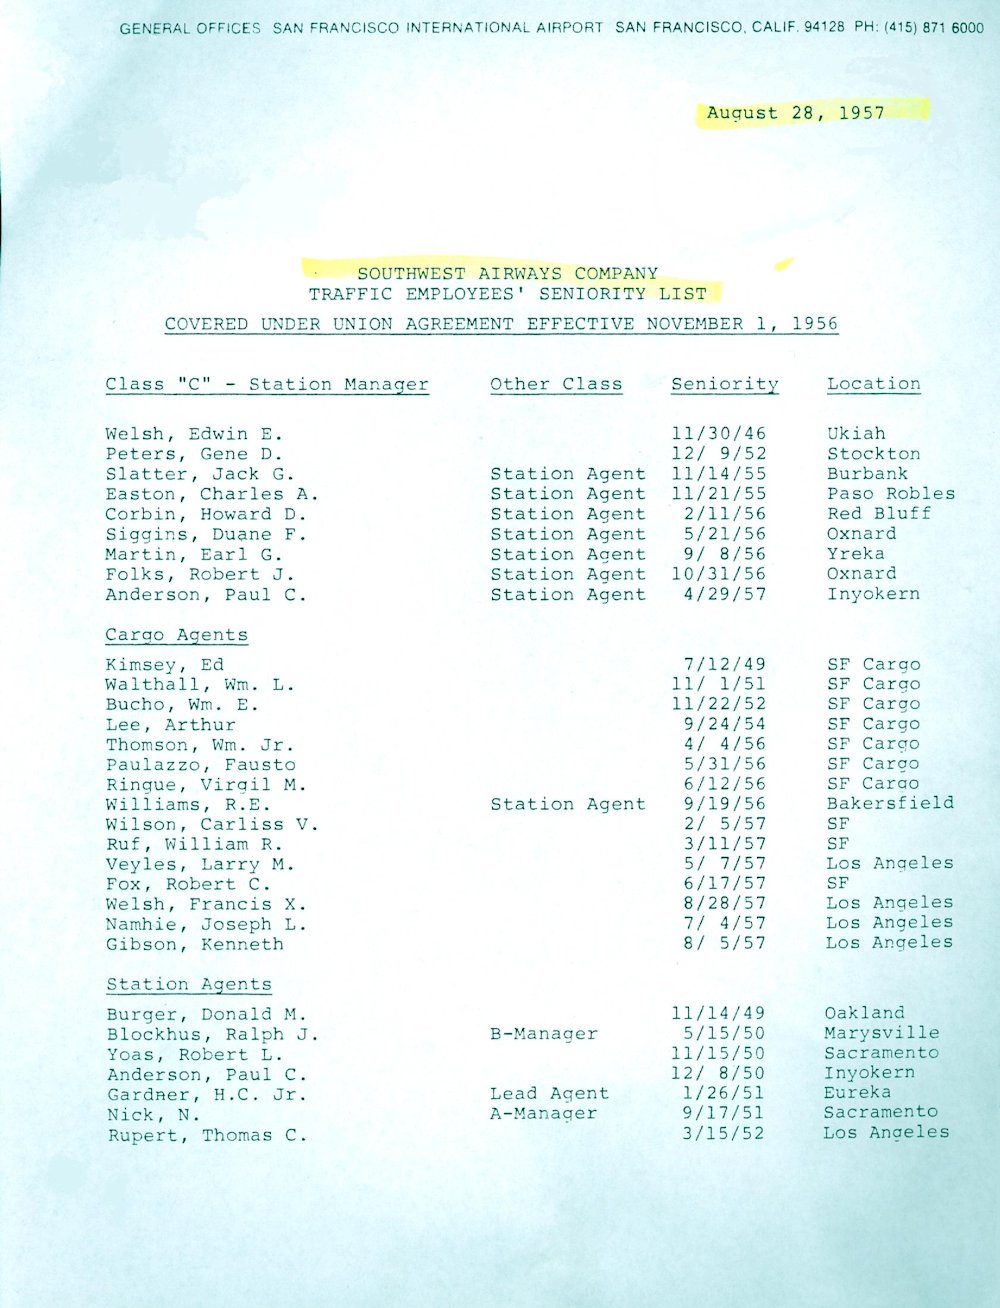 GENERAL OFFICES SAN FRANCISCO INTERNATIONAL AIRPORT SAN FRANCISCO, CALIF. 94128 PH: (415) 871 6000
August 28, 1957
SOUTHWEST AIRWAYS COMPANY
TRAFFIC EMPLOYEES' SENIORITY LIST
COVERED UNDER UNION AGREEMENT EFFECTIVE NOVEMBER 1, 1956
Class "C" - Station Manager Other Class Seniority Location
Welsh, Edwin E. 11/30/46 Ukiah
Peters, Gene D. 12/ 9/52 Stockton
Slatter, Jack G. Station Agent 11/14/55 Burbank
Easton, Charles A. Station Agent 11/21/55 Paso Robles
Corbin, Howard D. Station Agent 2/11/56 Red Bluff
Siggins, Duane F. Station Agent 5/21/56 Oxnard
Martin, Earl G. Station Agent 9/ 8/56 Yreka
Folks, Robert J. Station Agent 10/31/56 Oxnard
Anderson, Paul C. Station Agent 4/29/57 Inyokern
Cargo Agents
Kimsey, Ed 7/12/49 SF Cargo
Walthall, Wm. L. 11/ 1/51 SF Cargo
Bucho, Wm. E. 11/22/52 SF Cargo
Lee, Arthur 9/24/54 SF Cargo
Thomson, Wm. Jr. 4/ 4/56 SF Cargo
Paulazzo, Fausto 5/31/56 SF Cargo
Ringue, Virgil M. 6/12/56 SF Cargo
Williams, R.E. Station Agent 9/19/56 Bakersfield
Wilson, Carliss V. 2/ 5/57 SF
Ruf, William R. 3/11/57 SF
Veyles, Larry M. 5/ 7/57 Los Angeles
Fox, Robert C. 6/17/57 SF
Welsh, Francis X. 8/28/57 Los Angeles
Namhie, Joseph L. 7/ 4/57 Los Angeles
Gibson, Kenneth 8/ 5/57 Los Angeles
Station Agents
Burger, Donald M. 11/14/49 Oakland
Blockhus, Ralph J. B-Manager 5/15/50 Marysville
Yoas, Robert L. 11/15/50 Sacramento
Anderson, Paul C. 12/ 8/50 Inyokern
Gardner, H.C. Jr. Lead Agent 1/26/51 Eureka
Nick, N. A-Manager 9/17/51 Sacramento
Rupert, Thomas C. 3/15/52 Los Angeles